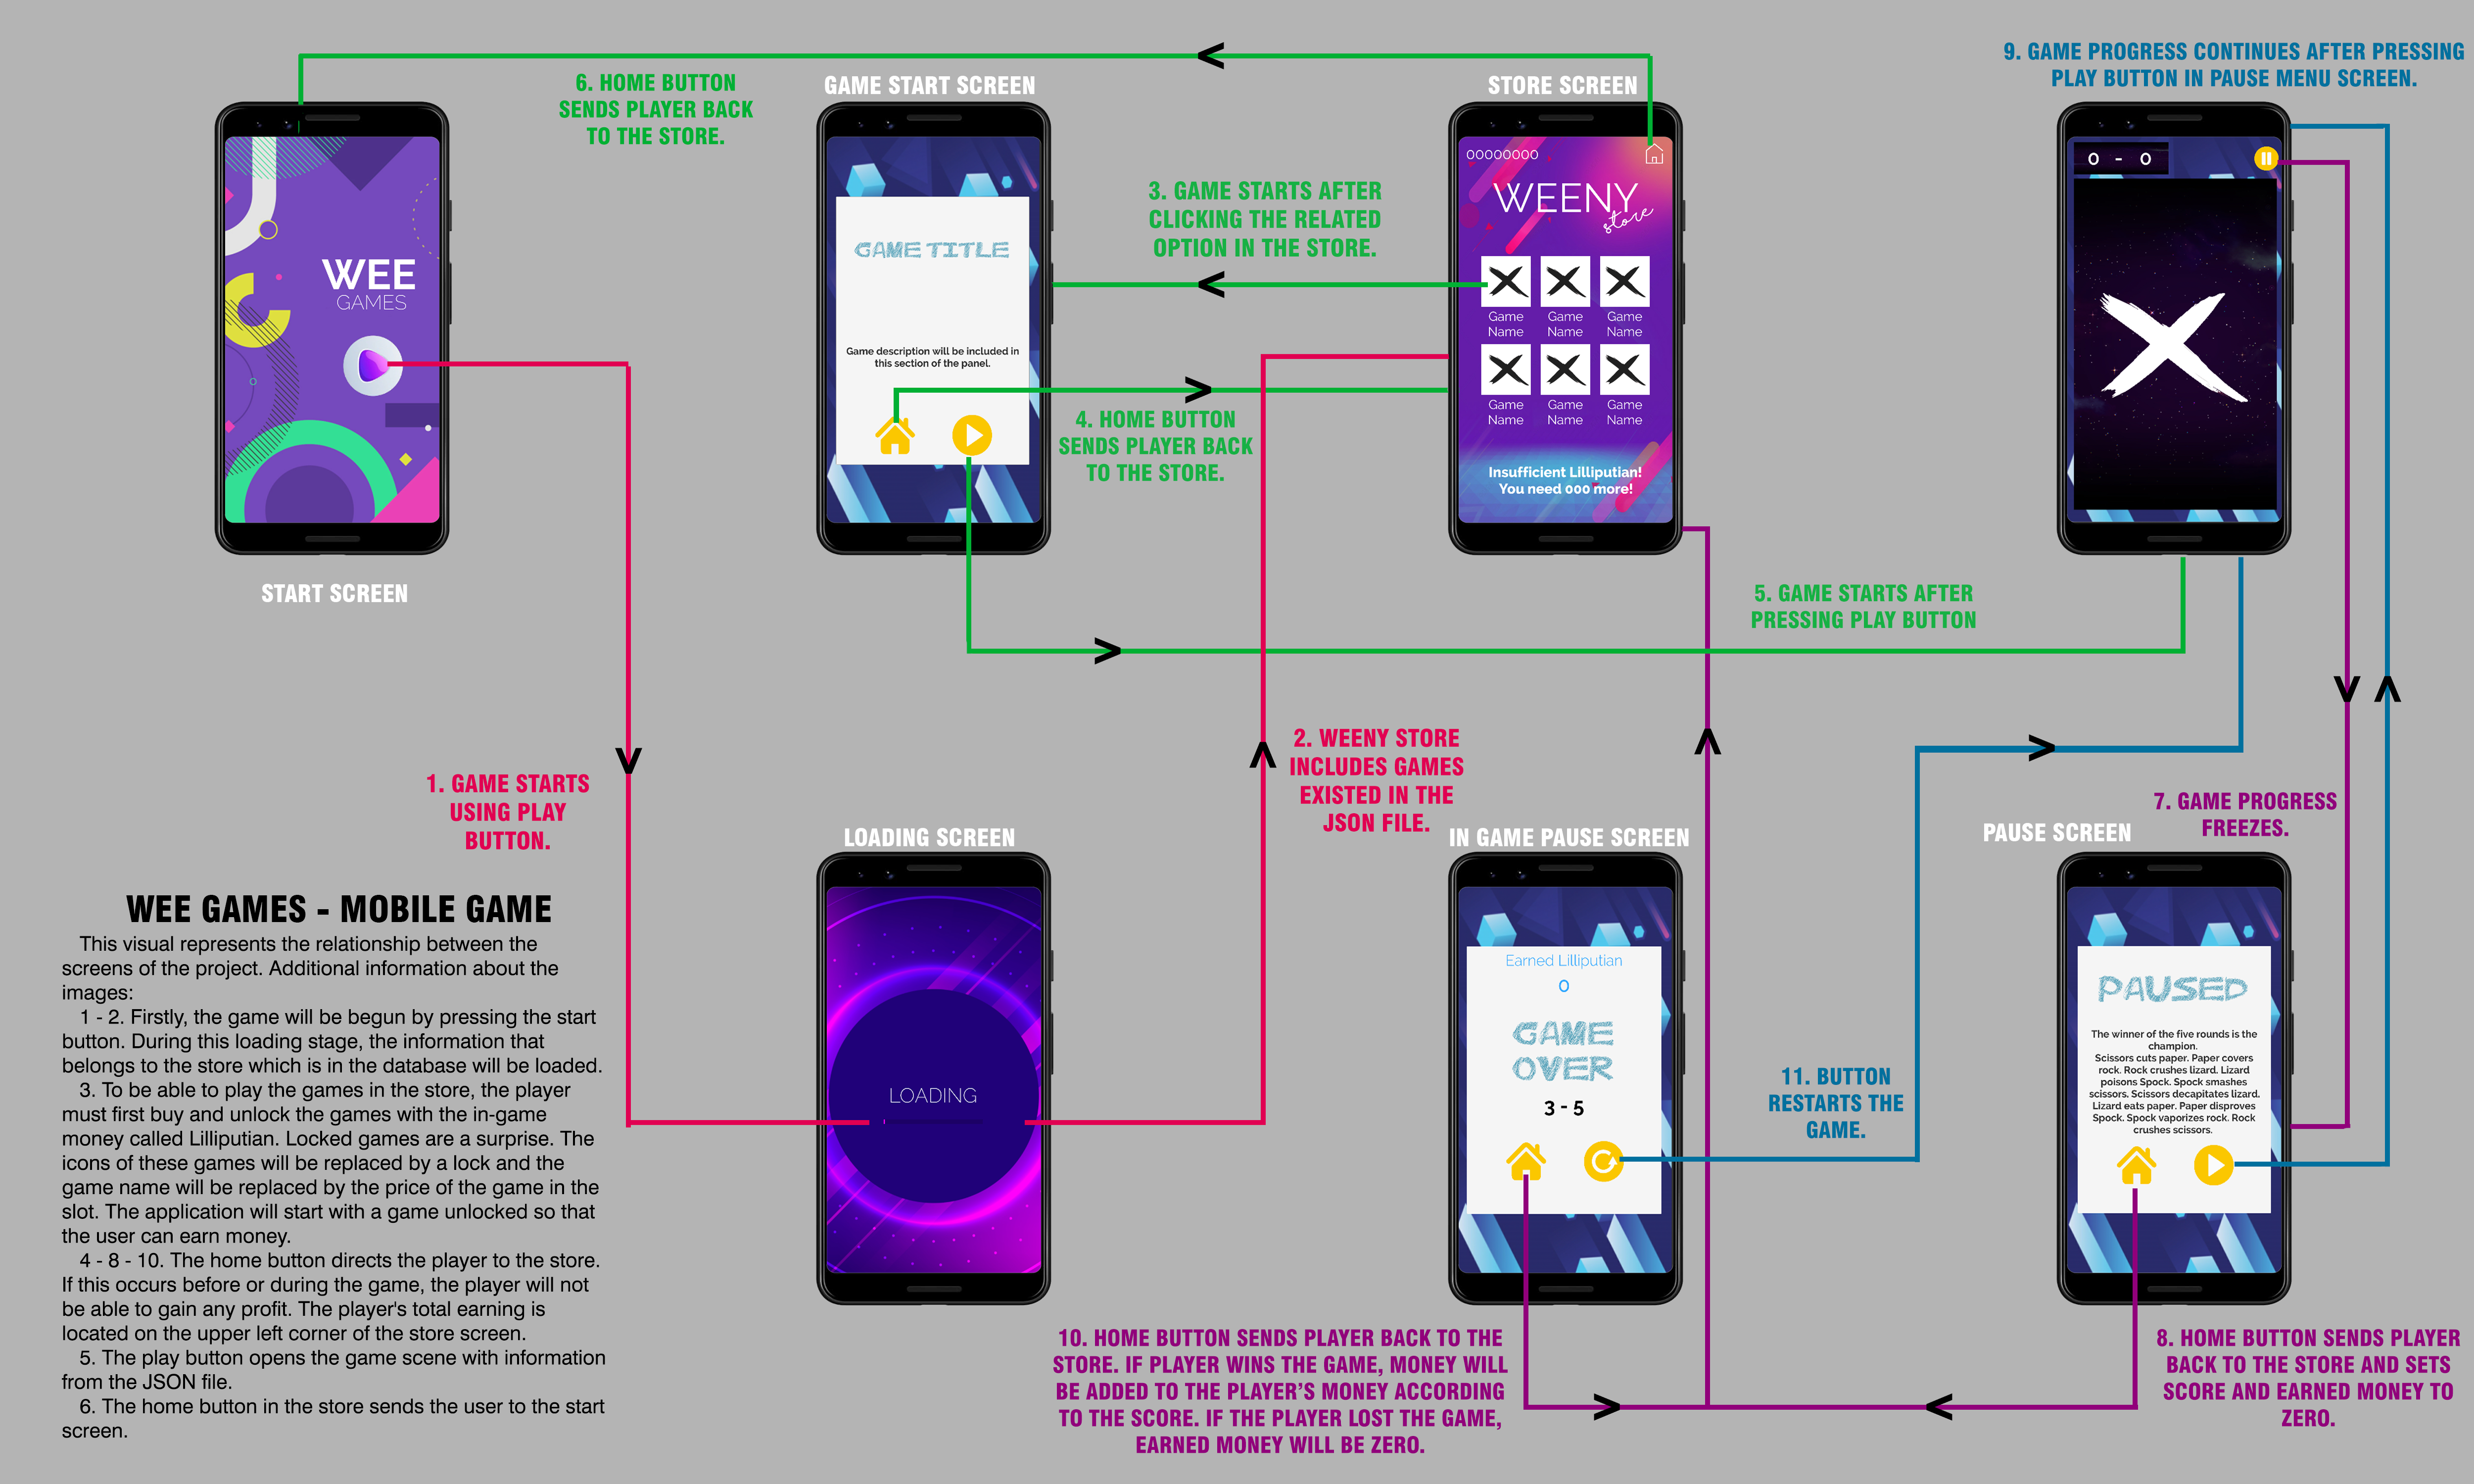 6. HOME BUTTON
SENDS PLAYER BACK
TO THE STORE.
GAME START SCREEN
STORE SCREEN
9. GAME PROGRESS CONTINUES AFTER PRESSING
PLAY BUTTON IN PAUSE MENU SCREEN.
WEE
GAMES
START SCREEN
GAME TITLE
Game description will be included in
this section of the panel.
3. GAME STARTS AFTER
CLICKING THE RELATED
OPTION IN THE STORE.
4. HOME BUTTON
SENDS PLAYER BACK
TO THE STORE.
00000000
WEENY
store
Game Name
Game Name
Game Name
Game Name
Game Name
Game Name
Insufficient Lilliputian!
You need 000 more!
0 - 0
5. GAME STARTS AFTER
PRESSING PLAY BUTTON
1. GAME STARTS
USING PLAY
BUTTON.
2. WEENY STORE
INCLUDES GAMES
EXISTED IN THE
JSON FILE.
7. GAME PROGRESS
FREEZES.
LOADING SCREEN
LOADING
IN GAME PAUSE SCREEN
Earned Lilliputian
0
GAME
OVER
3 - 5
11. BUTTON
RESTARTS THE
GAME.
PAUSE SCREEN
PAUSED
The winner of the five rounds is the
champion.
Scissors cuts paper. Paper covers
rock. Rock crushes lizard. Lizard
poisons Spock. Spock smashes
scissors. Scissors decapitates lizard.
Lizard eats paper. Paper disproves
Spock. Spock vaporizes rock. Rock
crushes scissors.
WEE GAMES - MOBILE GAME
This visual represents the relationship between the
screens of the project. Additional information about the
images:
1 - 2. Firstly, the game will be begun by pressing the start
button. During this loading stage, the information that
belongs to the store which is in the database will be loaded.
3. To be able to play the games in the store, the player
must first buy and unlock the games with the in-game
money called Lilliputian. Locked games are a surprise. The
icons of these games will be replaced by a lock and the
game name will be replaced by the price of the game in the
slot. The application will start with a game unlocked so that
the user can earn money.
4 - 8 - 10. The home button directs the player to the store.
If this occurs before or during the game, the player will not
be able to gain any profit. The player's total earning is
located on the upper left corner of the store screen.
5. The play button opens the game scene with information
from the JSON file.
6. The home button in the store sends the user to the start
screen.
10. HOME BUTTON SENDS PLAYER BACK TO THE
STORE. IF PLAYER WINS THE GAME, MONEY WILL
BE ADDED TO THE PLAYER’S MONEY ACCORDING
TO THE SCORE. IF THE PLAYER LOST THE GAME,
EARNED MONEY WILL BE ZERO.
8. HOME BUTTON SENDS PLAYER
BACK TO THE STORE AND SETS
SCORE AND EARNED MONEY TO
ZERO.